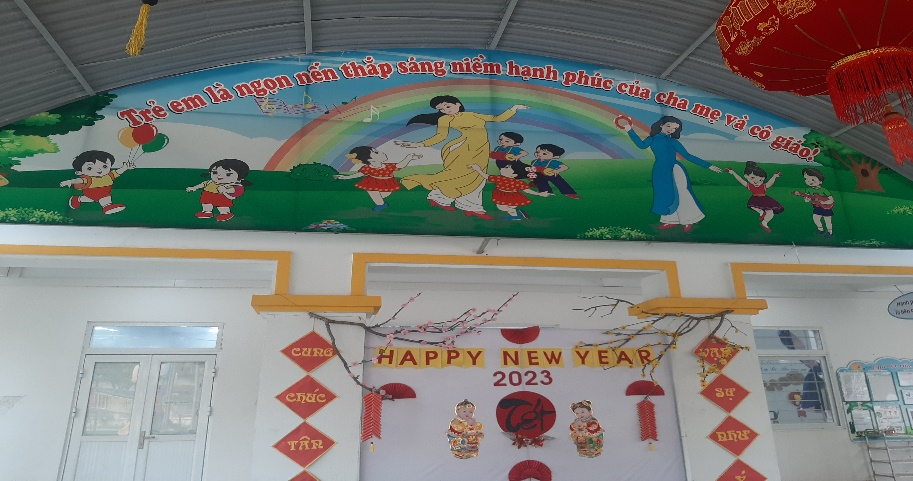 Trẻ em là ngọn nến thắp sáng niềm hạnh phúc của cha mẹ và cô giáo!
HAPPY NEW YEAR
2023
Tết
CUNG
CHÚC
TÂN
VẠN
SỰ
NHƯ